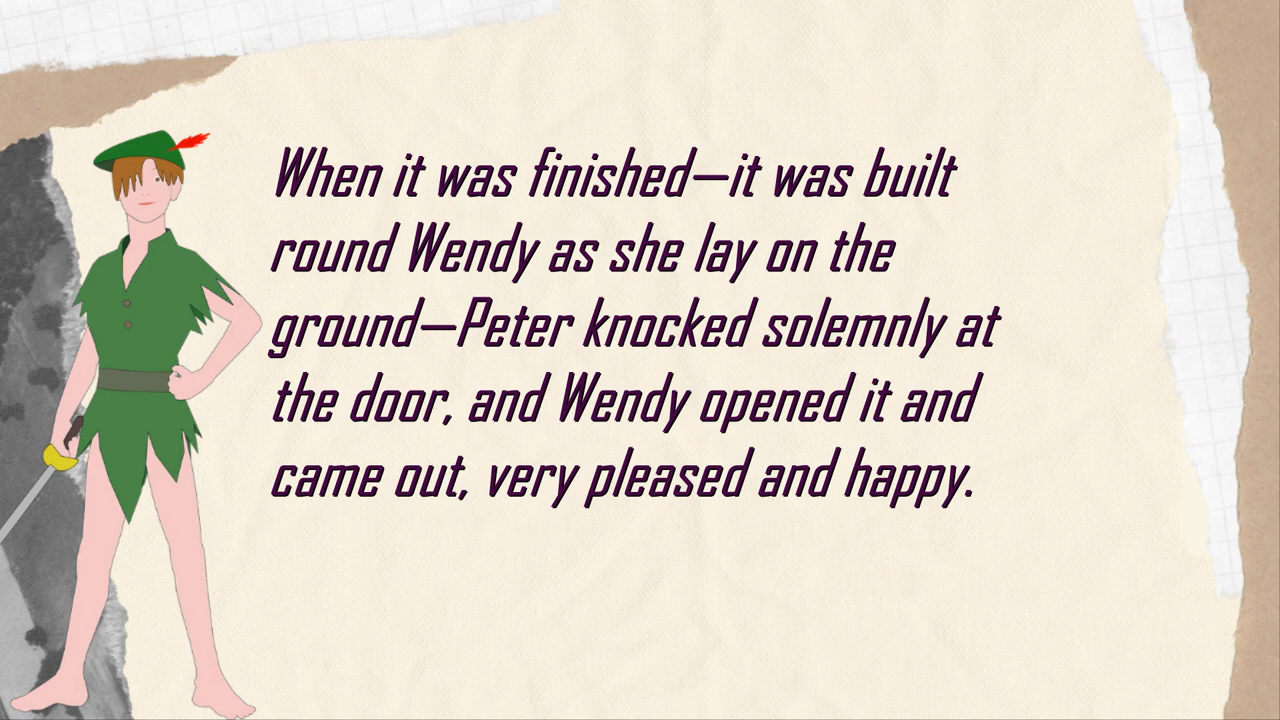 When it was finished—it was built
round Wendy as she lay on the
ground—Peter knocked solemnly at
the door, and Wendy opened it and
came out, very pleased and happy.